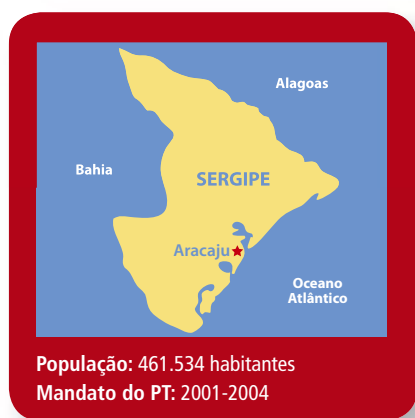 Alagoas
Bahia
SERGIPE
Aracaju
Oceano
Atlântico
População: 461.534 habitantes
Mandato do PT: 2001-2004